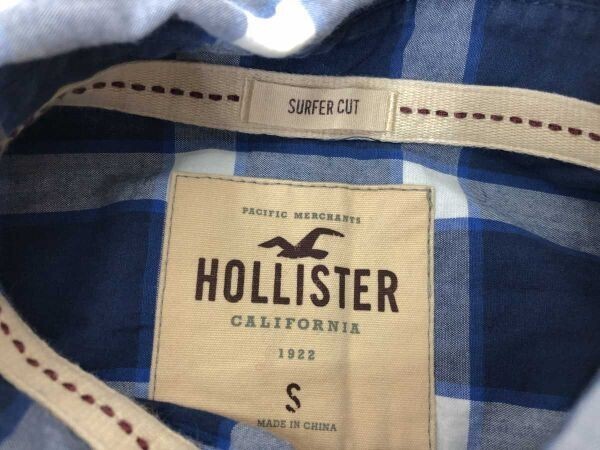 SURFER CUT
PACIFIC MERCHANTS
HOLLISTER
CALIFORNIA
1922
S
MADE IN CHINA